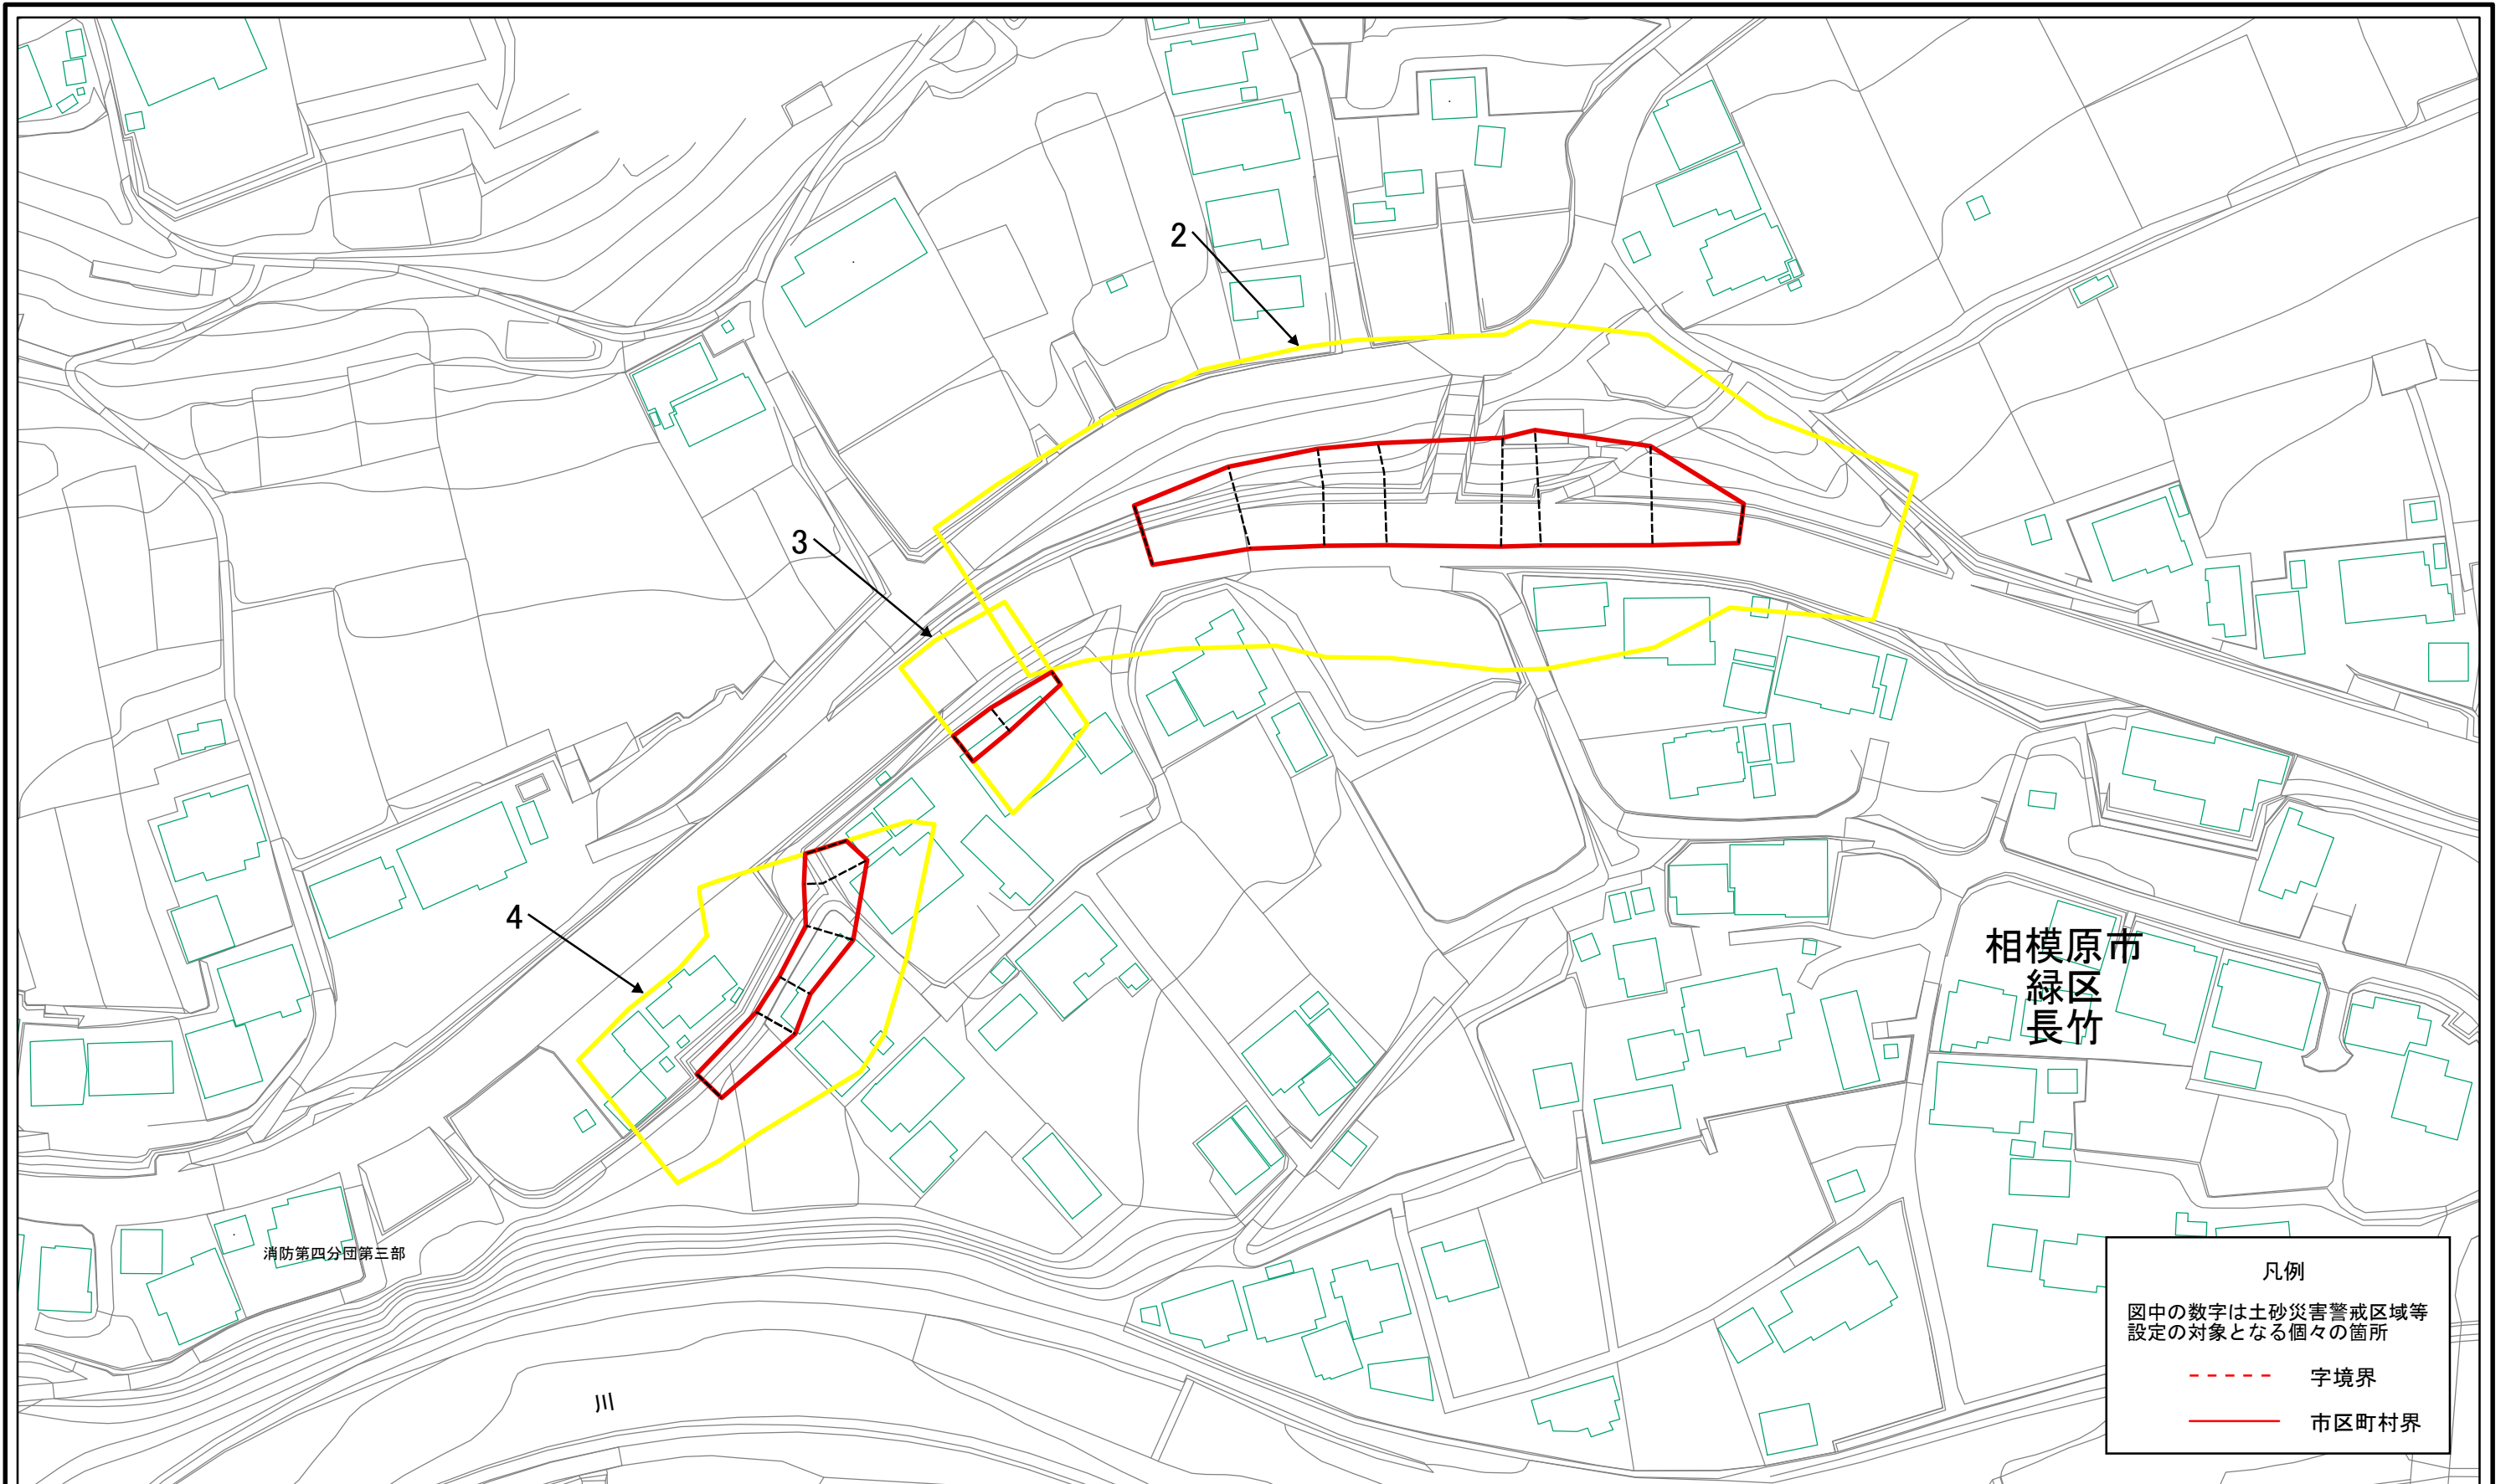 2
3
4
相模原市
緑区
長竹
消防第四分団第三部
川
凡例
図中の数字は土砂災害警戒区域等
設定の対象となる個々の箇所
字境界
市区町村界